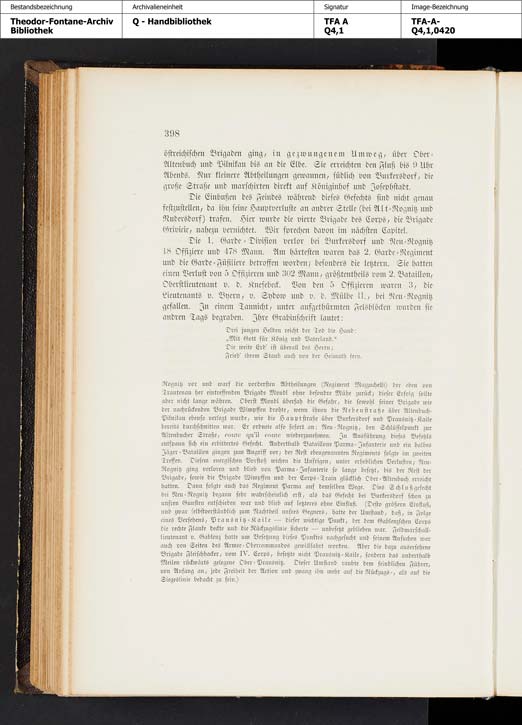 Bestandsbezeichnung Archivalieneinheit Signatur Image-Bezeichnung
Theodor-Fontane-Archiv Q - Handbibliothek TFA A TFA-A-
Bibliothek Q4,1 Q4,1,0420
398
östreichischen Brigaden ging, in gezwungenem Umweg, über Ober-
Altenbuch und Pilnikau bis an die Elbe. Sie erreichten den Fluß bis 9 Uhr
Abends. Nur kleinere Abtheilungen gewannen, südlich von Burkersdorf, die
große Straße und marschirten direkt auf Königinhof und Josephstadt.
Die Einbußen des Feindes während dieses Gefechts sind nicht genau
festzustellen, da ihn seine Hauptverluste an andrer Stelle (bei Alt-Rognitz und
Rudersdorf) trafen. Hier wurde die vierte Brigade des Corps, die Brigade
Grivicic, nahezu vernichtet. Wir sprechen davon im nächsten Capitel.
Die 1. Garde-Division verlor bei Burkersdorf und Neu-Rognitz
18 Offiziere und 478 Mann. Am härtesten waren das 2. Garde-Regiment
und die Garde-Füsiliere betroffen worden; besonders die letztern. Sie hatten
einen Verlust von 5 Offizieren und 302 Mann, größtentheils vom 2. Bataillon,
Oberstlieutenant v. d. Knesebeck. Von den 5 Offizieren waren 3, die
Lieutenants v. Byern, v. Sydow und v. d. Mülbe II., bei Neu-Rognitz
gefallen. In einem Tannicht, unter aufgethürmten Felsblöcken wurden sie
andren Tags begraben. Ihre Grabinschrift lautet:
Drei jungen Helden reicht der Tod die Hand:
„Mit Gott für König und Vaterland.“
Die weite Erd' ist überall des Herrn;
Fried' ihrem Staub auch von der Heimath fern.
Rognitz vor und warf die vordersten Abtheilungen (Regiment Mazuchelli) der eben von
Trautenau her eintreffenden Brigade Mondl ohne besondre Mühe zurück; dieser Erfolg sollte
aber nicht lange währen. Oberst Mondl übersah die Gefahr, die sowohl seiner Brigade wie
der nachrückenden Brigade Wimpffen drohte, wenn ihnen die Nebenstraße über Altenbuch-
Pilnikau ebenso verlegt wurde, wie die Hauptstraße über Burkersdorf und Prausnitz-Kaile
bereits durchschnitten war. Er ordnete also sofort an: Neu-Rognitz, den Schlüsselpunkt zur
Altenbucher Straße, coute qu'il coute wiederzunehmen. In Ausführung dieses Befehls
entspann sich ein erbittertes Gefecht. Anderthalb Bataillone Parma-Infanterie und ein halbes
Jäger-Bataillon gingen zum Angriff vor; der Rest ebengenannten Regiments folgte im zweiten
Treffen. Diesem energischen Vorstoß wichen die Unsrigen, unter erheblichen Verlusten; Neu-
Rognitz ging verloren und blieb von Parma-Infanterie so lange besetzt, bis der Rest der
Brigade, sowie die Brigade Wimpffen und der Corps-Train glücklich Ober-Altenbuch erreicht
hatten. Dann folgte auch das Regiment Parma auf demselben Wege. Dies Schlußgefecht
bei Neu-Rognitz begann sehr wahrscheinlich erst, als das Gefecht bei Burkersdorf schon zu
unsren Gunsten entschieden war und blieb auf letzteres ohne Einfluß. (Desto größeren Einfluß,
und zwar selbstverständlich zum Nachtheil unsres Gegners, hatte der Umstand, daß, in Folge
eines Versehens, Prausnitz-Kaile — dieser wichtige Punkt, der dem Gablenzschen Corps
die rechte Flanke deckte und die Rückzugslinie sicherte — unbesetzt geblieben war. Feldmarschall-
lieutenant v. Gablenz hatte um Besetzung dieses Punktes nachgesucht und seinem Ansuchen war
auch von Seiten des Armee-Obercommandos gewillfahrt worden. Aber die dazu ausersehene
Brigade Fleischhacker, vom IV. Corps, besetzte nicht Prausnitz-Kaile, sondern das anderthalb
Meilen rückwärts gelegene Ober-Prausnitz. Dieser Umstand raubte dem feindlichen Führer,
von Anfang an, jede Freiheit der Action und zwang ihn mehr auf die Rückzugs-, als auf die
Siegeslinie bedacht zu sein.)